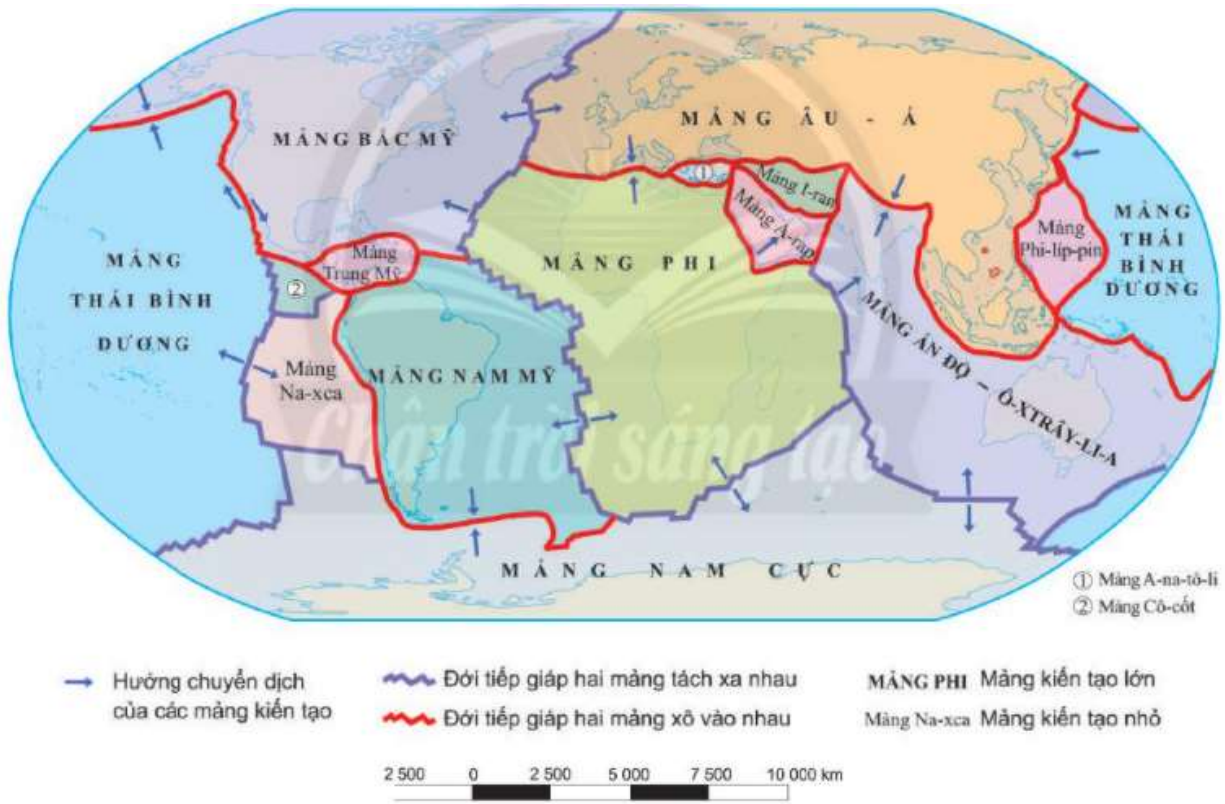 MẢNG BẮC MỸ
MẢNG ÂU - Á
①
Mảng I-ran
Mảng A-rap
Mảng
Phi-lip-pin
MẢNG
THÁI
BÌNH
DƯƠNG
Mảng
Trung Mỹ
②
MẢNG
THÁI BÌNH
DƯƠNG
MẢNG PHI
MẢNG ẤN ĐỘ – Ô-XTRÂY-LI-A
Mảng
Na-xca
MẢNG NAM MỸ
Chân trời sáng tạo
MẢNG NAM CỰC
① Mảng A-na-tô-li
② Mảng Cô-cốt
Hướng chuyển dịch
của các mảng kiến tạo
Đới tiếp giáp hai mảng tách xa nhau
Đới tiếp giáp hai mảng xô vào nhau
MẢNG PHI Mảng kiến tạo lớn
Mảng Na-xca Mảng kiến tạo nhỏ
2 500 0 2 500 5 000 7 500 10 000 km